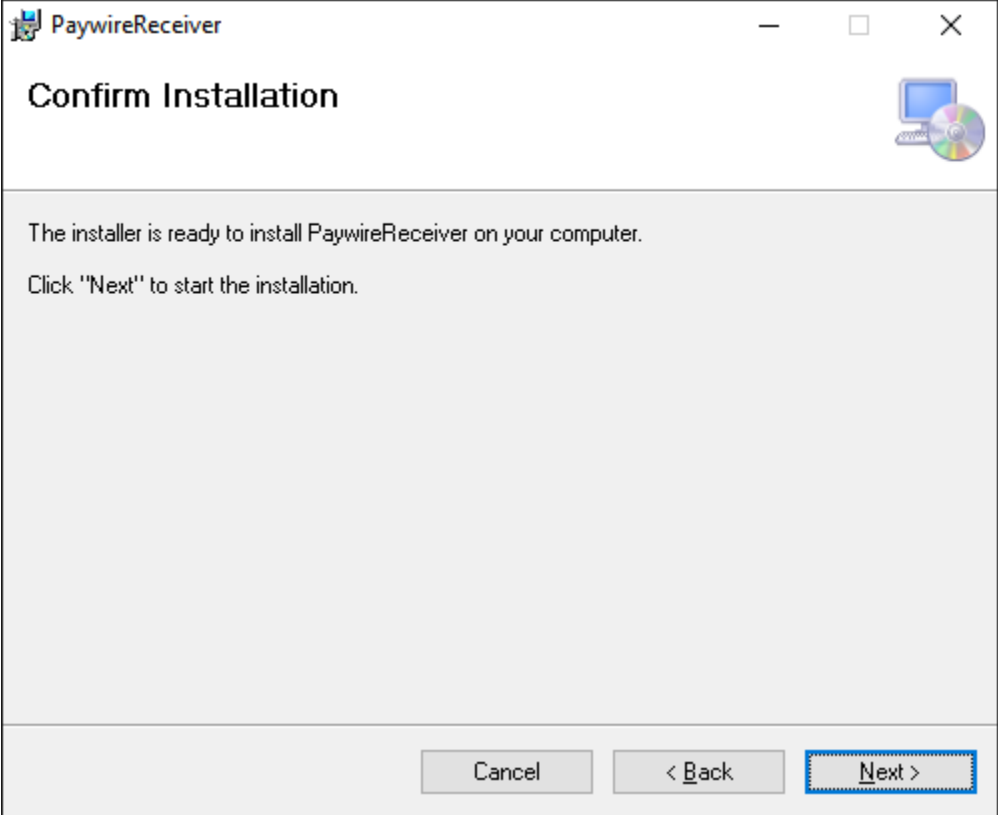 PaywireReceiver
Confirm Installation
The installer is ready to install PaywireReceiver on your computer.
Click "Next" to start the installation.
Cancel
< Back
Next >